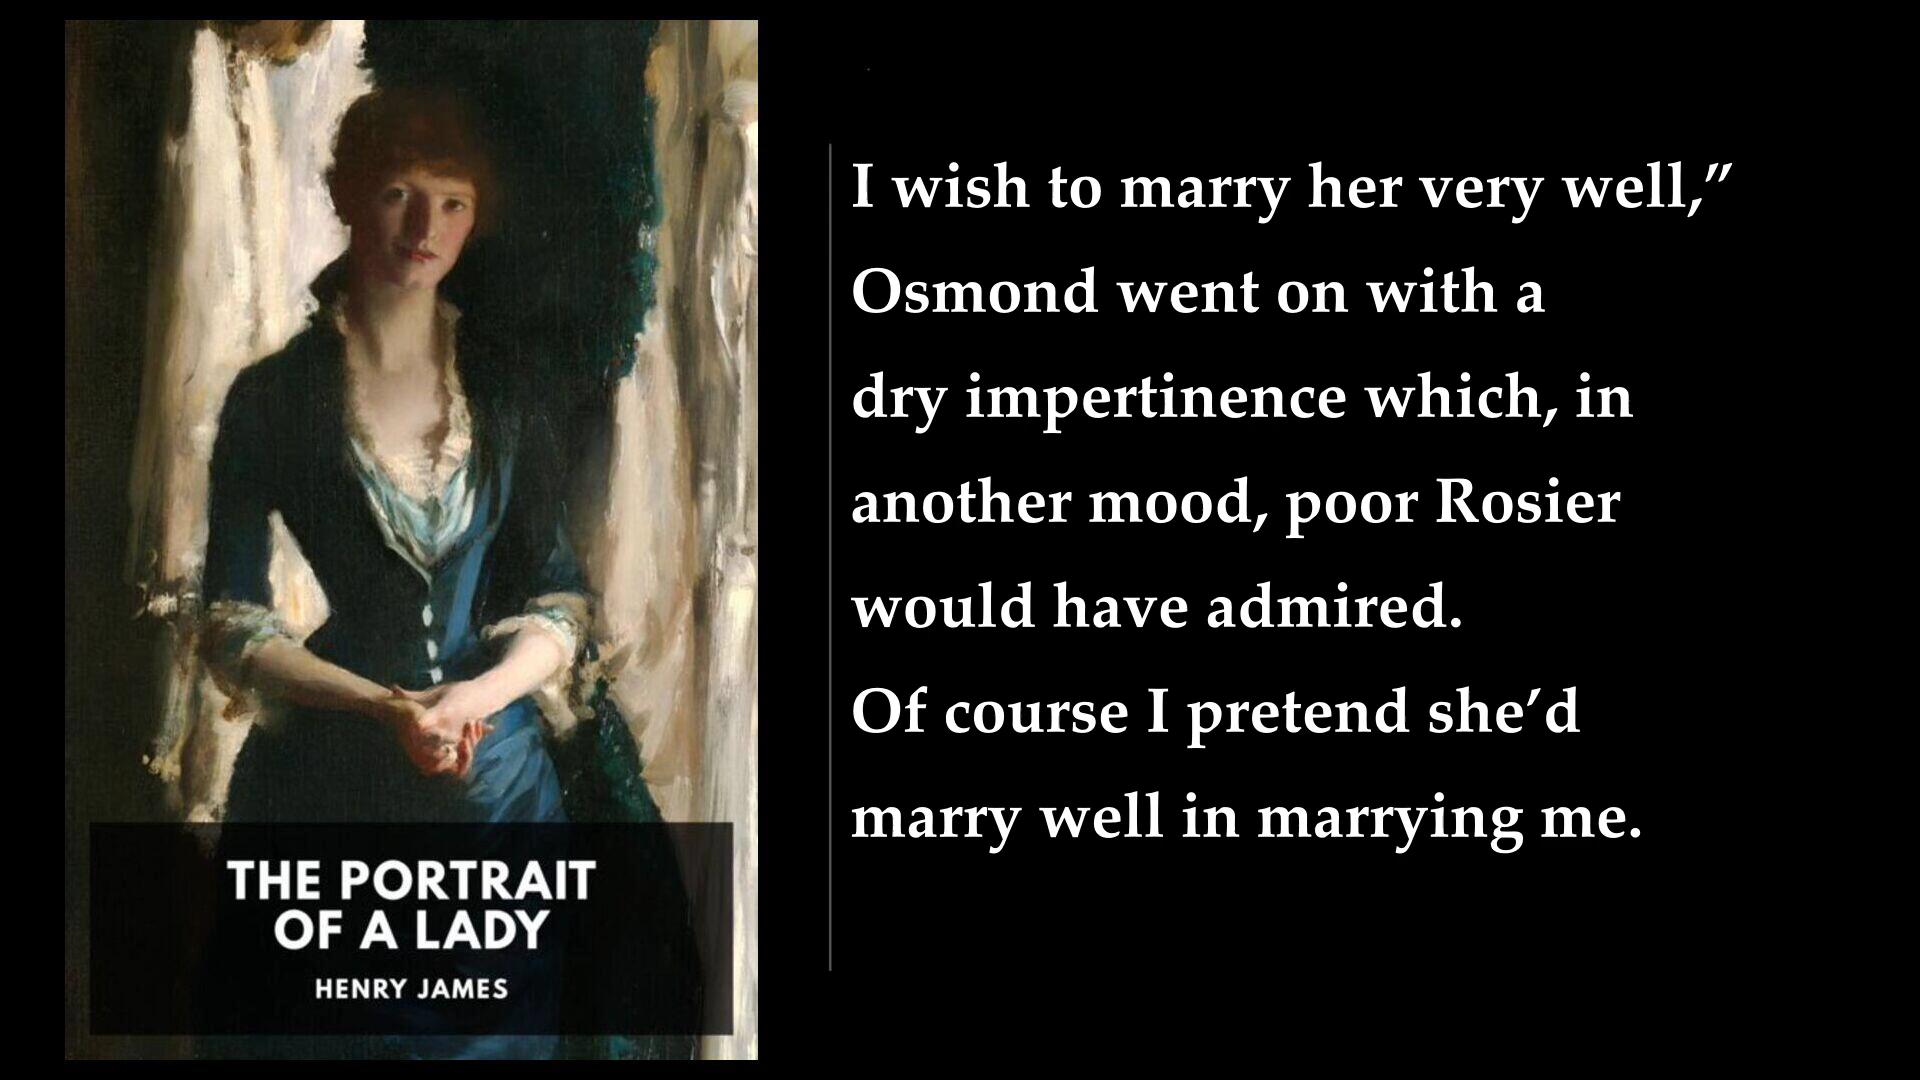 I wish to marry her very well,”
Osmond went on with a
dry impertinence which, in
another mood, poor Rosier
would have admired.
Of course I pretend she’d
marry well in marrying me.
THE PORTRAIT
OF A LADY
HENRY JAMES